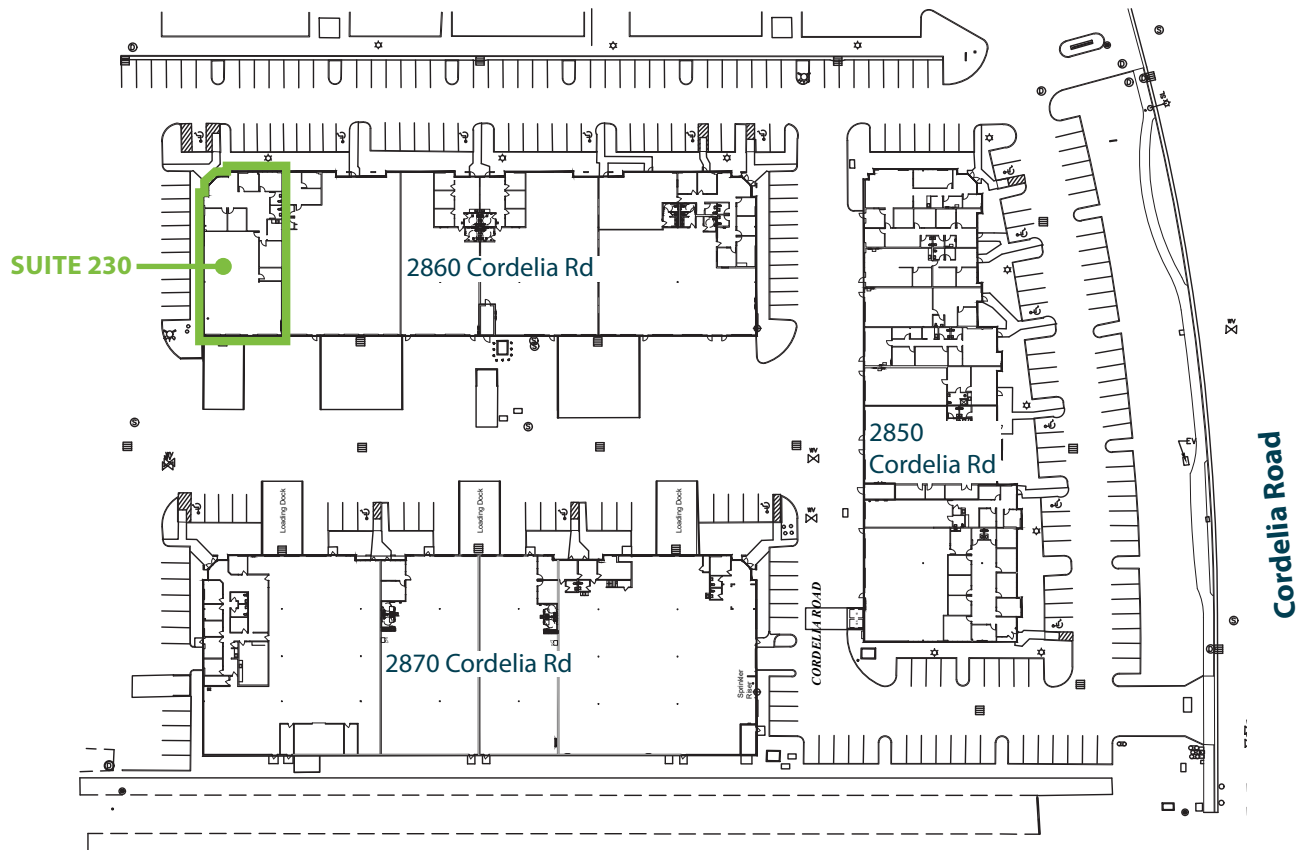 SUITE 230
2860 Cordelia Rd
2850
Cordelia Rd
Cordelia Road
Loading Dock
Loading Dock
Loading Dock
CORDELIA ROAD
2870 Cordelia Rd
Sprinkler
Riser